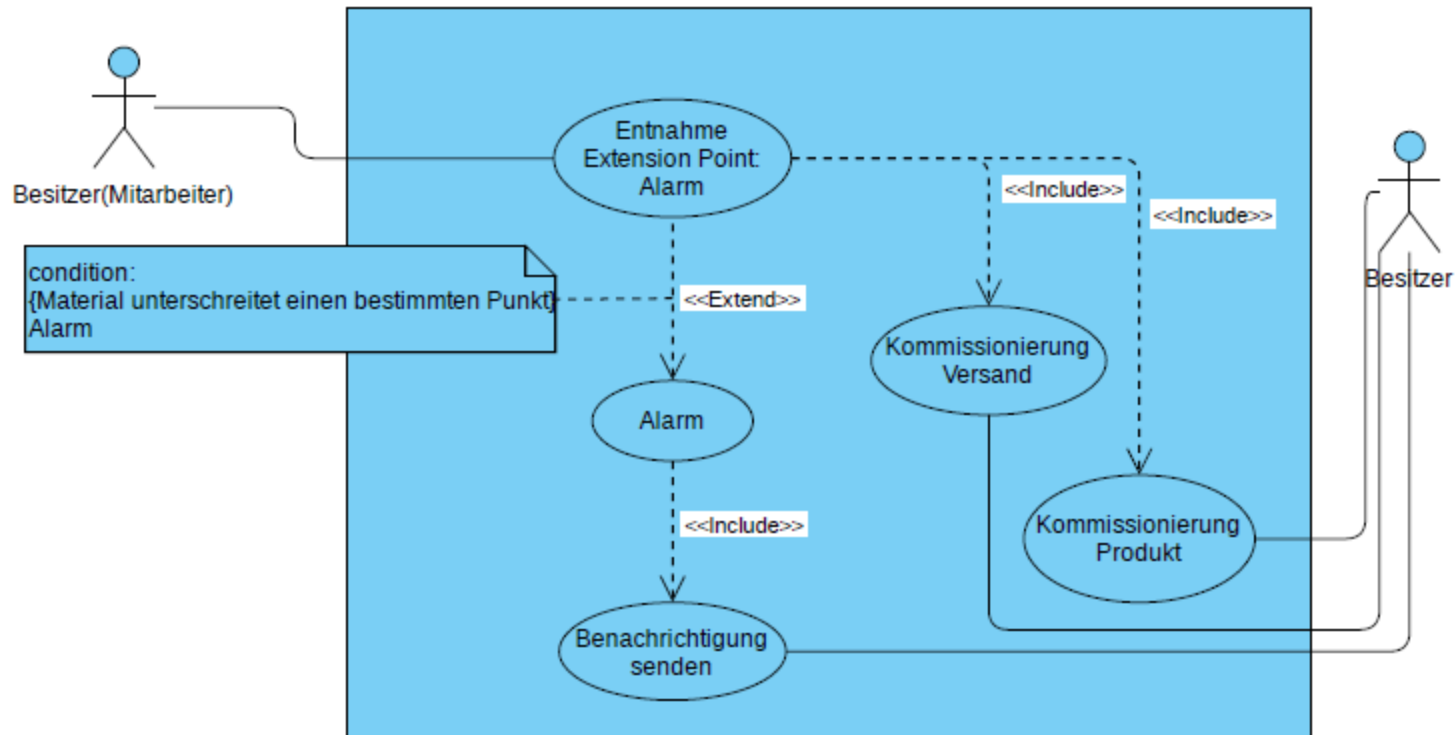 Besitzer(Mitarbeiter)
Entnahme
Extension Point:
Alarm
<<Include>>
<<Include>>
Besitzer
condition:
{Material unterschreitet einen bestimmten Punkt}
Alarm
<<Extend>>
Kommissionierung
Versand
Alarm
<<Include>>
Kommissionierung
Produkt
Benachrichtigung
senden